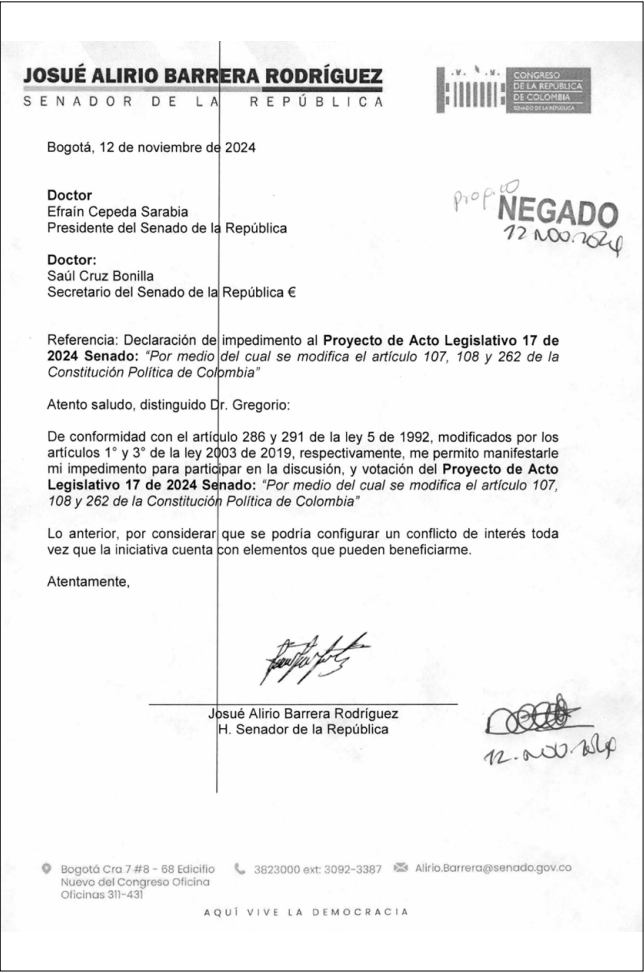 JOSUÉ ALIRIO BARRERA RODRÍGUEZ
SENADOR DE LA REPÚBLICA
CONGRESO
DE LA REPÚBLICA
DE COLOMBIA
SENADO DE LA REPÚBLICA
Bogotá, 12 de noviembre de 2024
Doctor
Efraín Cepeda Sarabia
Presidente del Senado de la República
NEGADO
12 NOV. 2024
Doctor:
Saúl Cruz Bonilla
Secretario del Senado de la República €
Referencia: Declaración de impedimento al Proyecto de Acto Legislativo 17 de
2024 Senado: “Por medio del cual se modifica el artículo 107, 108 y 262 de la
Constitución Política de Colombia”
Atento saludo, distinguido Dr. Gregorio:
De conformidad con el artículo 286 y 291 de la ley 5 de 1992, modificados por los
artículos 1° y 3° de la ley 2003 de 2019, respectivamente, me permito manifestarle
mi impedimento para participar en la discusión, y votación del Proyecto de Acto
Legislativo 17 de 2024 Senado: “Por medio del cual se modifica el artículo 107,
108 y 262 de la Constitución Política de Colombia”
Lo anterior, por considerar que se podría configurar un conflicto de interés toda
vez que la iniciativa cuenta con elementos que pueden beneficiarme.
Atentamente,
Josué Alirio Barrera Rodríguez
H. Senador de la República
12. NOV. 2024
Bogotá Cra 7 #8 - 68 Edicifio
Nuevo del Congreso Oficina
Oficinas 311-431
3823000 ext: 3092-3387
Alirio.Barrera@senado.gov.co
AQUÍ VIVE LA DEMOCRACIA